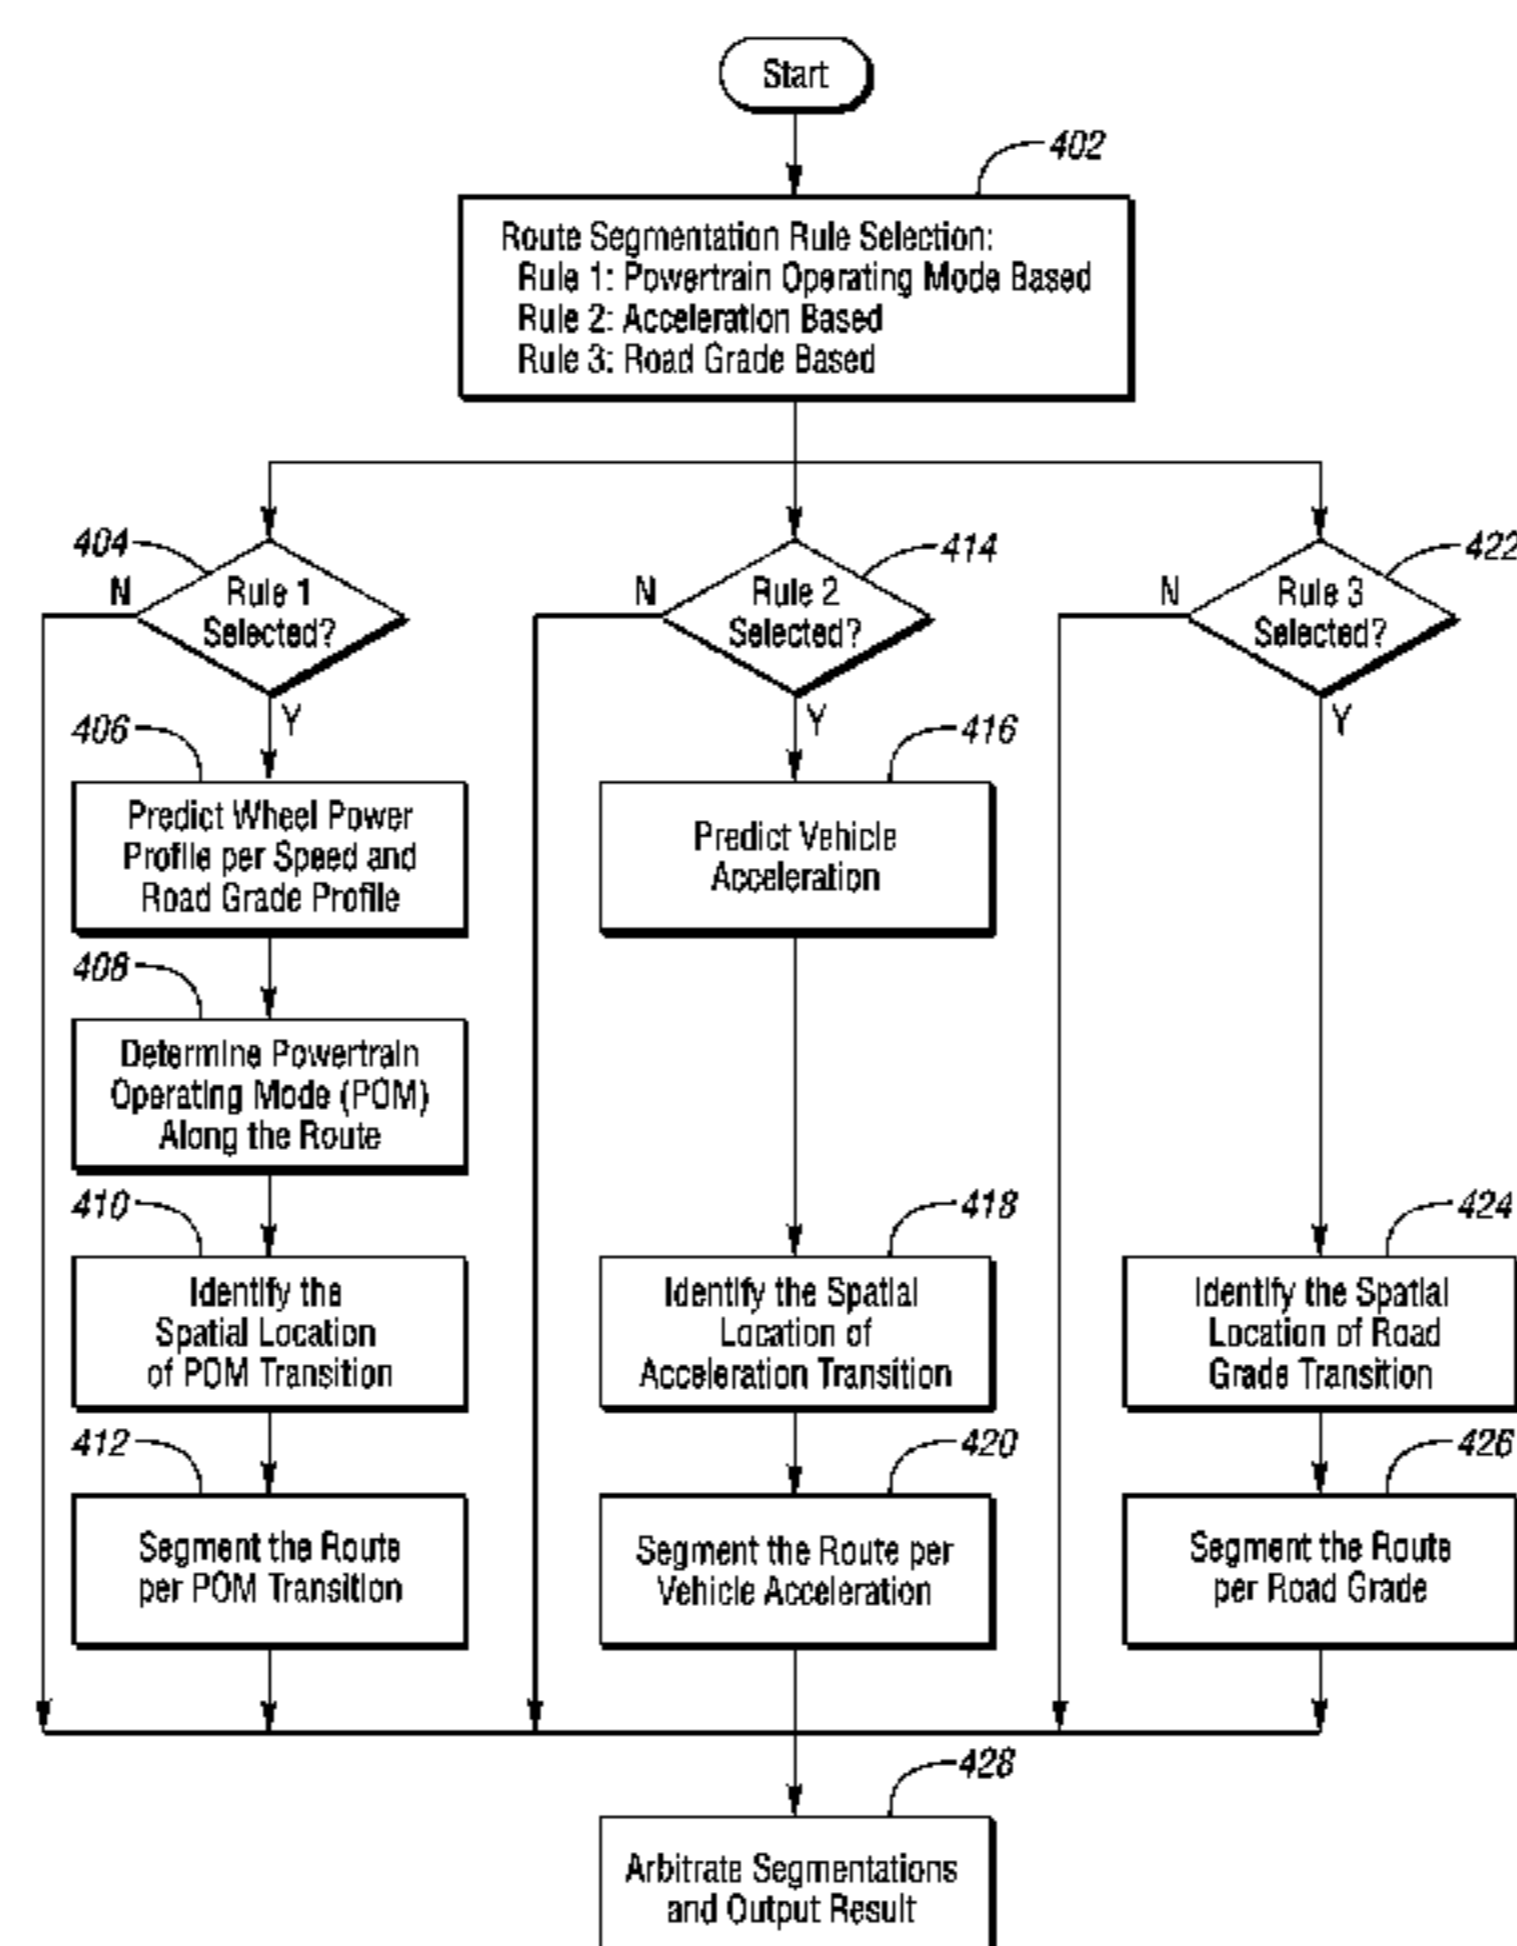 Start
402
Route Segmentation Rule Selection:
Rule 1: Powertrain Operating Mode Based
Rule 2: Acceleration Based
Rule 3: Road Grade Based
404
N
Rule 1
Selected?
Y
414
N
Rule 2
Selected?
Y
422
N
Rule 3
Selected?
Y
406
Predict Wheel Power
Profile per Speed and
Road Grade Profile
416
Predict Vehicle
Acceleration
408
Determine Powertrain
Operating Mode (POM)
Along the Route
410
Identify the
Spatial Location
of POM Transition
418
Identify the Spatial
Location of
Acceleration Transition
424
Identify the Spatial
Location of Road
Grade Transition
412
Segment the Route
per POM Transition
420
Segment the Route per
Vehicle Acceleration
426
Segment the Route
per Road Grade
428
Arbitrate Segmentations
and Output Result